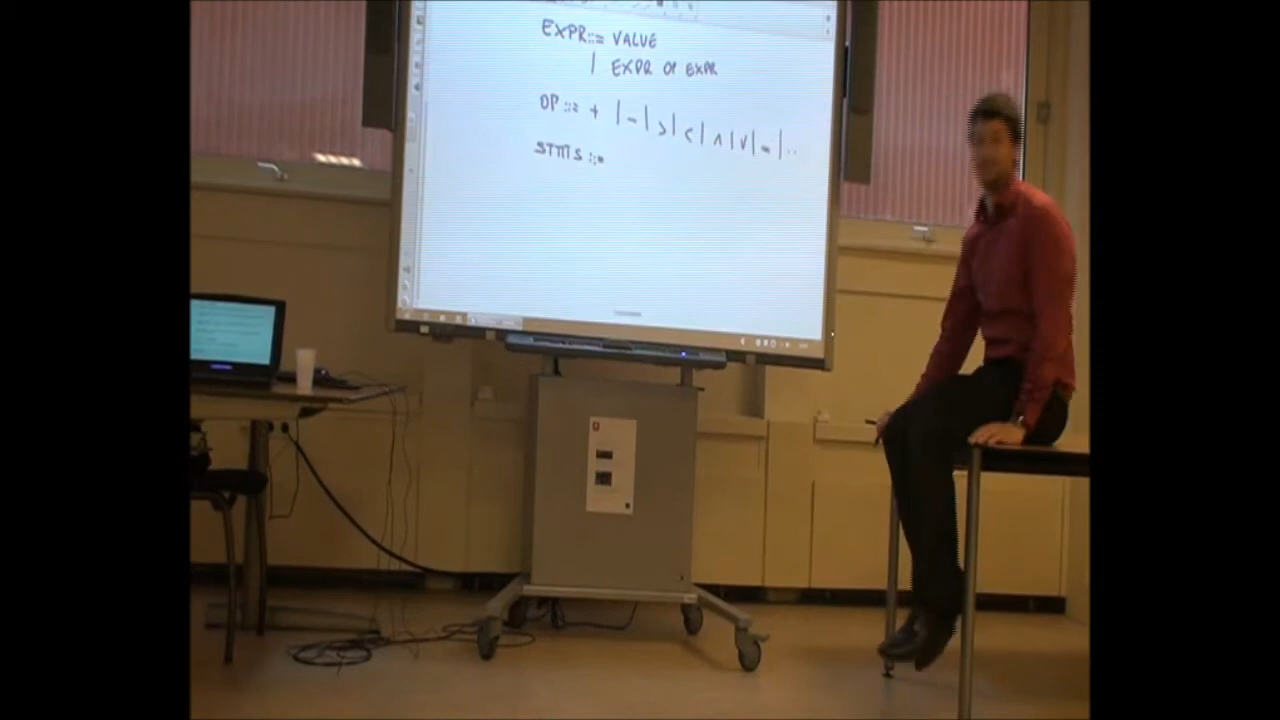 EXPR::= VALUE
| EXPR OP EXPR
OP ::= + | - | > | < | ∧ | ∨ | = | ..
STMTS ::=